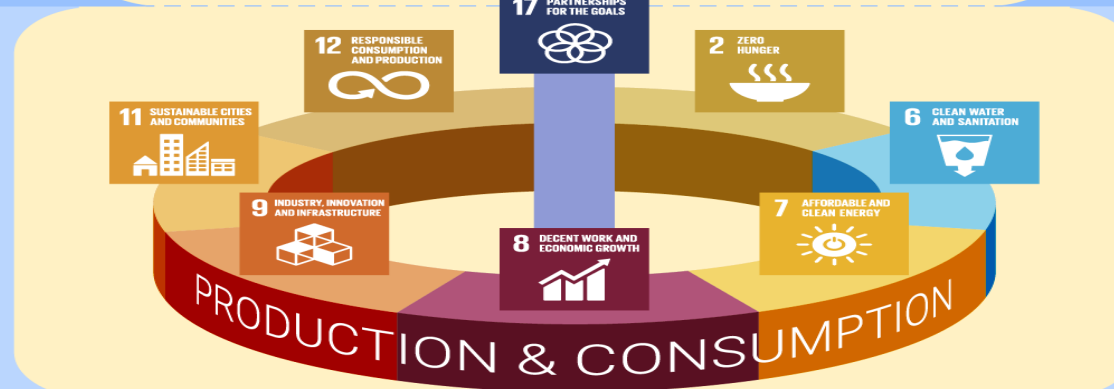 17 PARTNERSHIPS
FOR THE GOALS
12 RESPONSIBLE
CONSUMPTION
AND PRODUCTION
2 ZERO
HUNGER
11 SUSTAINABLE CITIES
AND COMMUNITIES
6 CLEAN WATER
AND SANITATION
9 INDUSTRY, INNOVATION
AND INFRASTRUCTURE
7 AFFORDABLE AND
CLEAN ENERGY
8 DECENT WORK AND
ECONOMIC GROWTH
PRODUCTION & CONSUMPTION